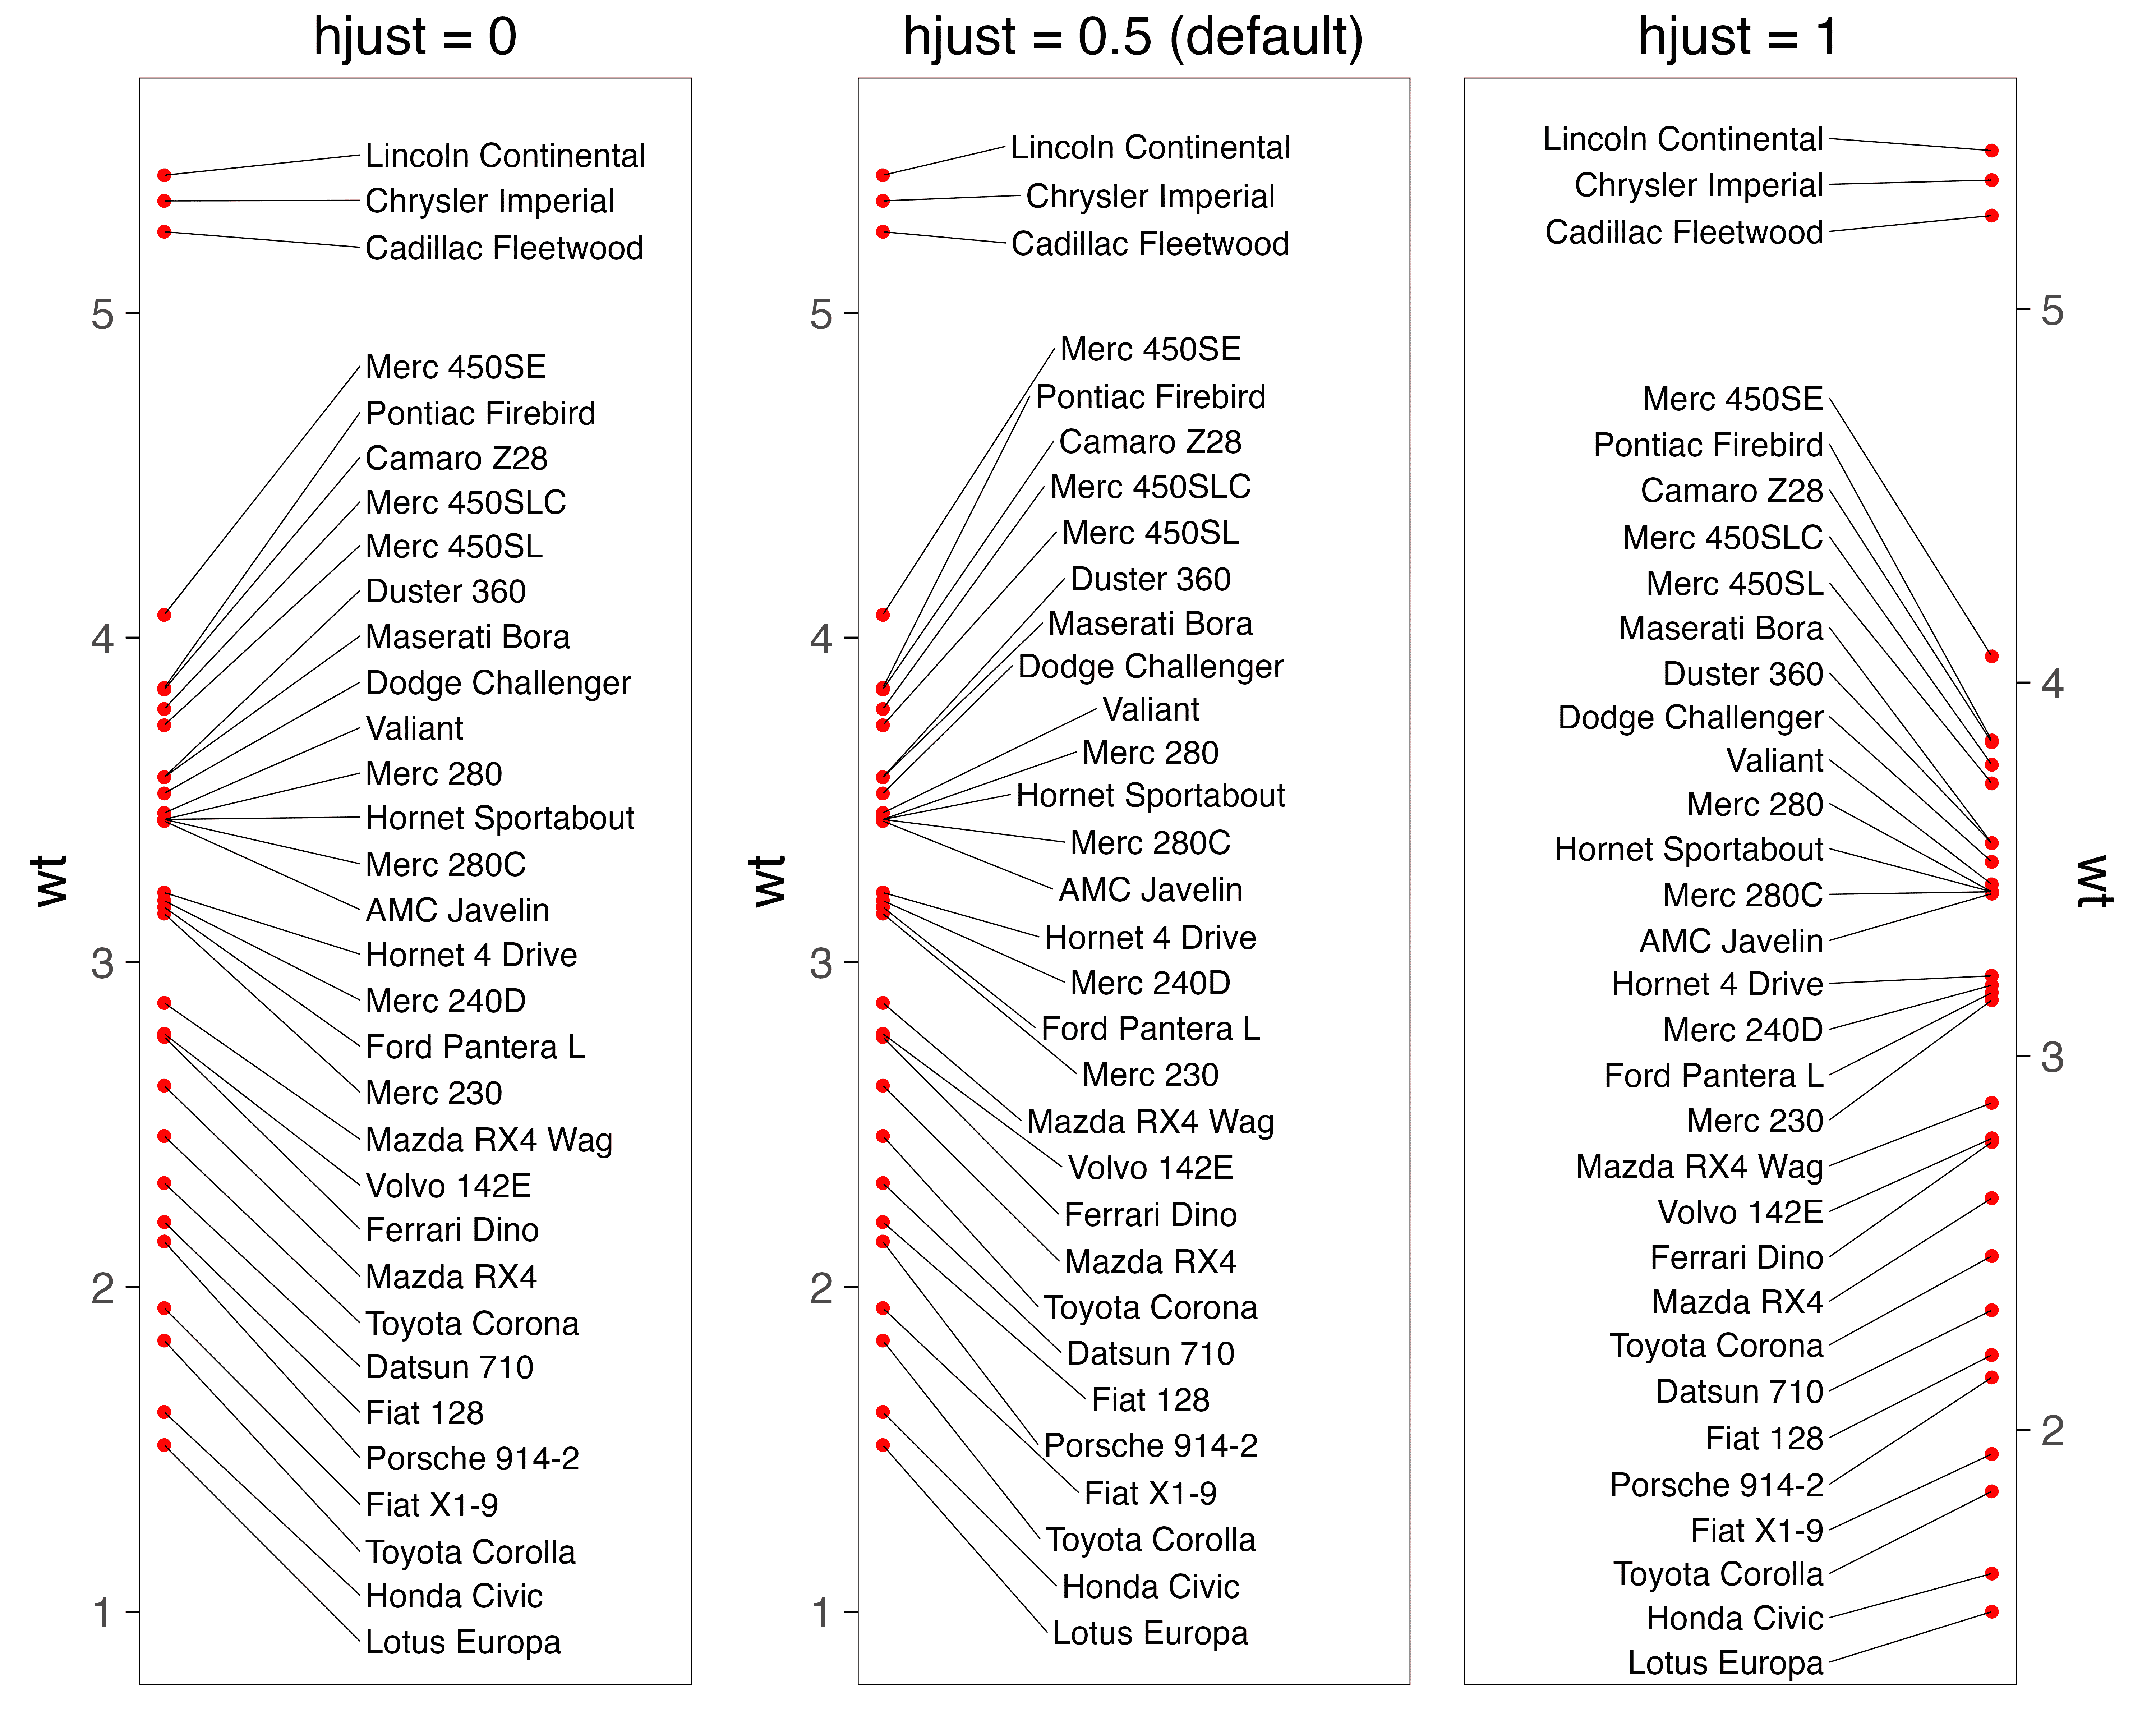 hjust = 0
Lincoln Continental
Chrysler Imperial
Cadillac Fleetwood
5
Merc 450SE
Pontiac Firebird
Camaro Z28
Merc 450SLC
Merc 450SL
Duster 360
4
Maserati Bora
Dodge Challenger
Valiant
Merc 280
Hornet Sportabout
Merc 280C
wt
AMC Javelin
Hornet 4 Drive
3
Merc 240D
Ford Pantera L
Merc 230
Mazda RX4 Wag
Volvo 142E
Ferrari Dino
Mazda RX4
2
Toyota Corona
Datsun 710
Fiat 128
Porsche 914-2
Fiat X1-9
Toyota Corolla
Honda Civic
1
Lotus Europa
hjust = 0.5 (default)
Lincoln Continental
Chrysler Imperial
Cadillac Fleetwood
5
Merc 450SE
Pontiac Firebird
Camaro Z28
Merc 450SLC
Merc 450SL
Duster 360
Maserati Bora
4
Dodge Challenger
Valiant
Merc 280
Hornet Sportabout
Merc 280C
wt
AMC Javelin
Hornet 4 Drive
3
Merc 240D
Ford Pantera L
Merc 230
Mazda RX4 Wag
Volvo 142E
Ferrari Dino
Mazda RX4
2
Toyota Corona
Datsun 710
Fiat 128
Porsche 914-2
Fiat X1-9
Toyota Corolla
Honda Civic
1
Lotus Europa
hjust = 1
Lincoln Continental
Chrysler Imperial
Cadillac Fleetwood
5
Merc 450SE
Pontiac Firebird
Camaro Z28
Merc 450SLC
Merc 450SL
Maserati Bora
Duster 360
4
Dodge Challenger
Valiant
Merc 280
Hornet Sportabout
wt
Merc 280C
AMC Javelin
Hornet 4 Drive
Merc 240D
3
Ford Pantera L
Merc 230
Mazda RX4 Wag
Volvo 142E
Ferrari Dino
Mazda RX4
Toyota Corona
Datsun 710
2
Fiat 128
Porsche 914-2
Fiat X1-9
Toyota Corolla
Honda Civic
Lotus Europa